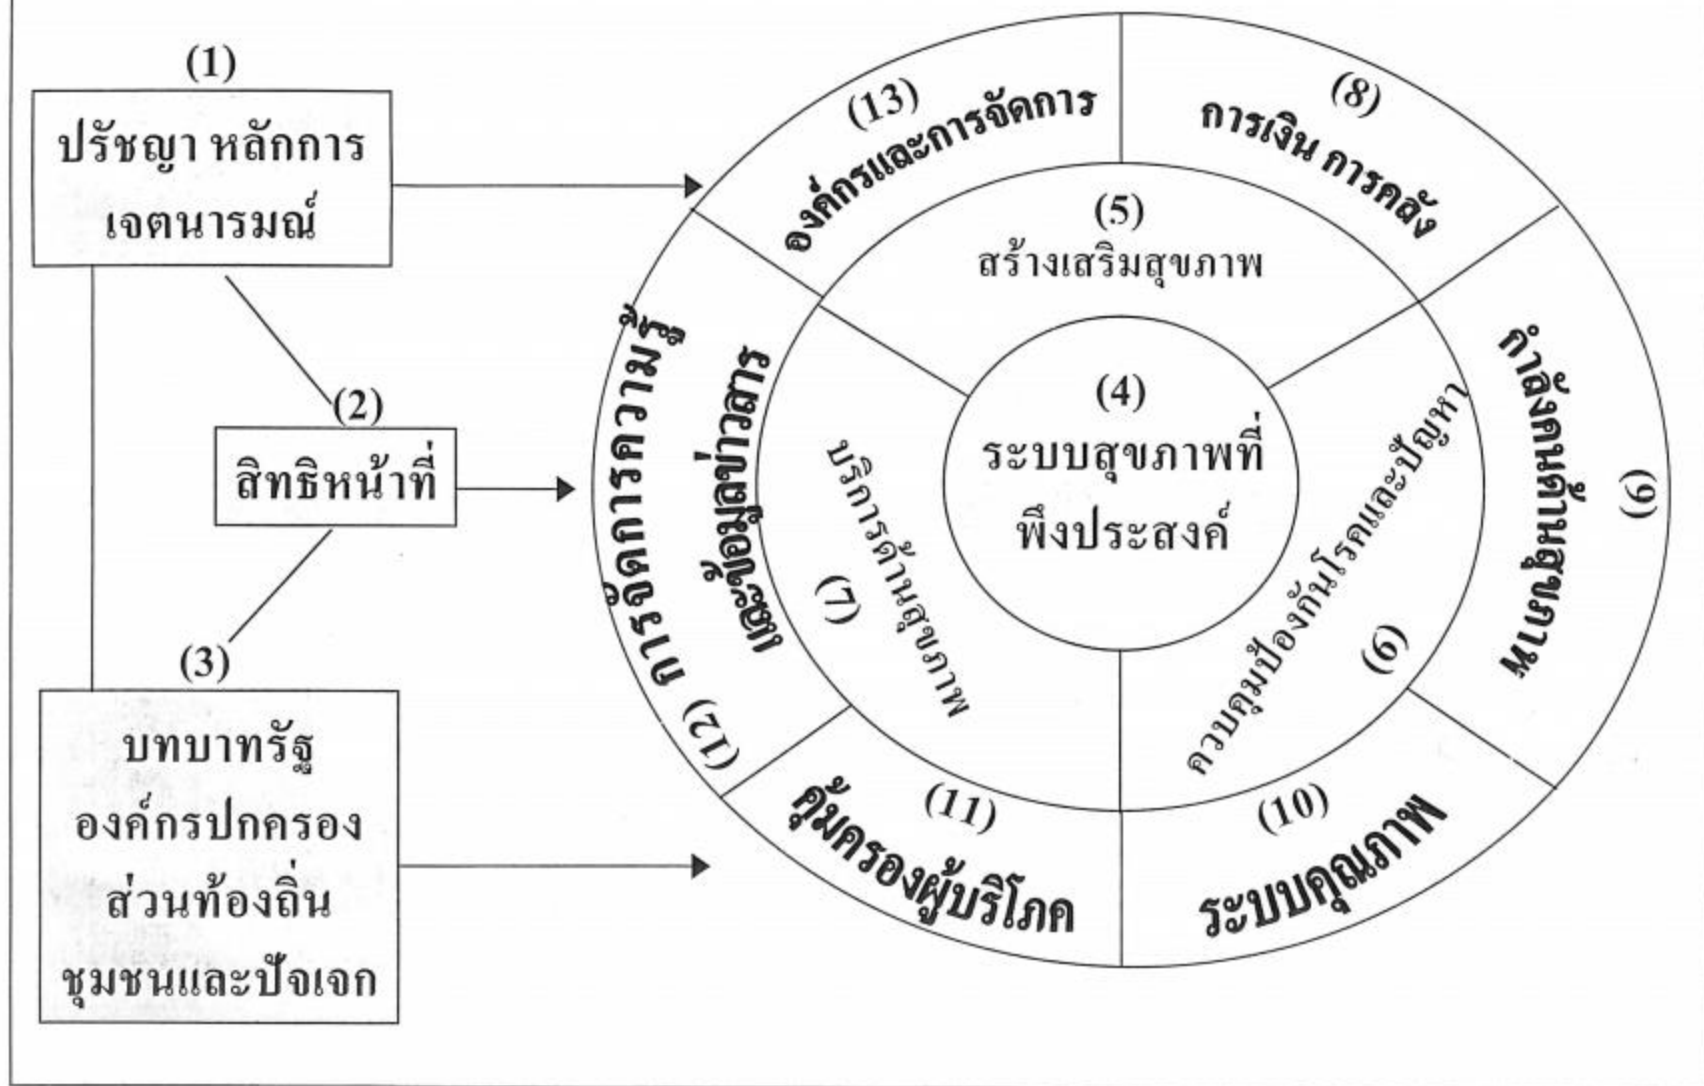 (1)
ปรัชญา หลักการ
เจตนารมณ์
(2)
สิทธิหน้าที่
(3)
บทบาทรัฐ
องค์กรปกครอง
ส่วนท้องถิ่น
ชุมชนและปัจเจก
(4)
ระบบสุขภาพที่
พึงประสงค์
(5)
สร้างเสริมสุขภาพ
(6)
ควบคุมป้องกันโรคและปัญหา
(7)
บริการด้านสุขภาพ
(8)
การเงิน การคลัง
(9)
กำลังคนด้านสุขภาพ
(10)
ระบบคุณภาพ
(11)
คุ้มครองผู้บริโภค
(12) การจัดการความรู้
และข้อมูลข่าวสาร
(13)
องค์กรและการจัดการ